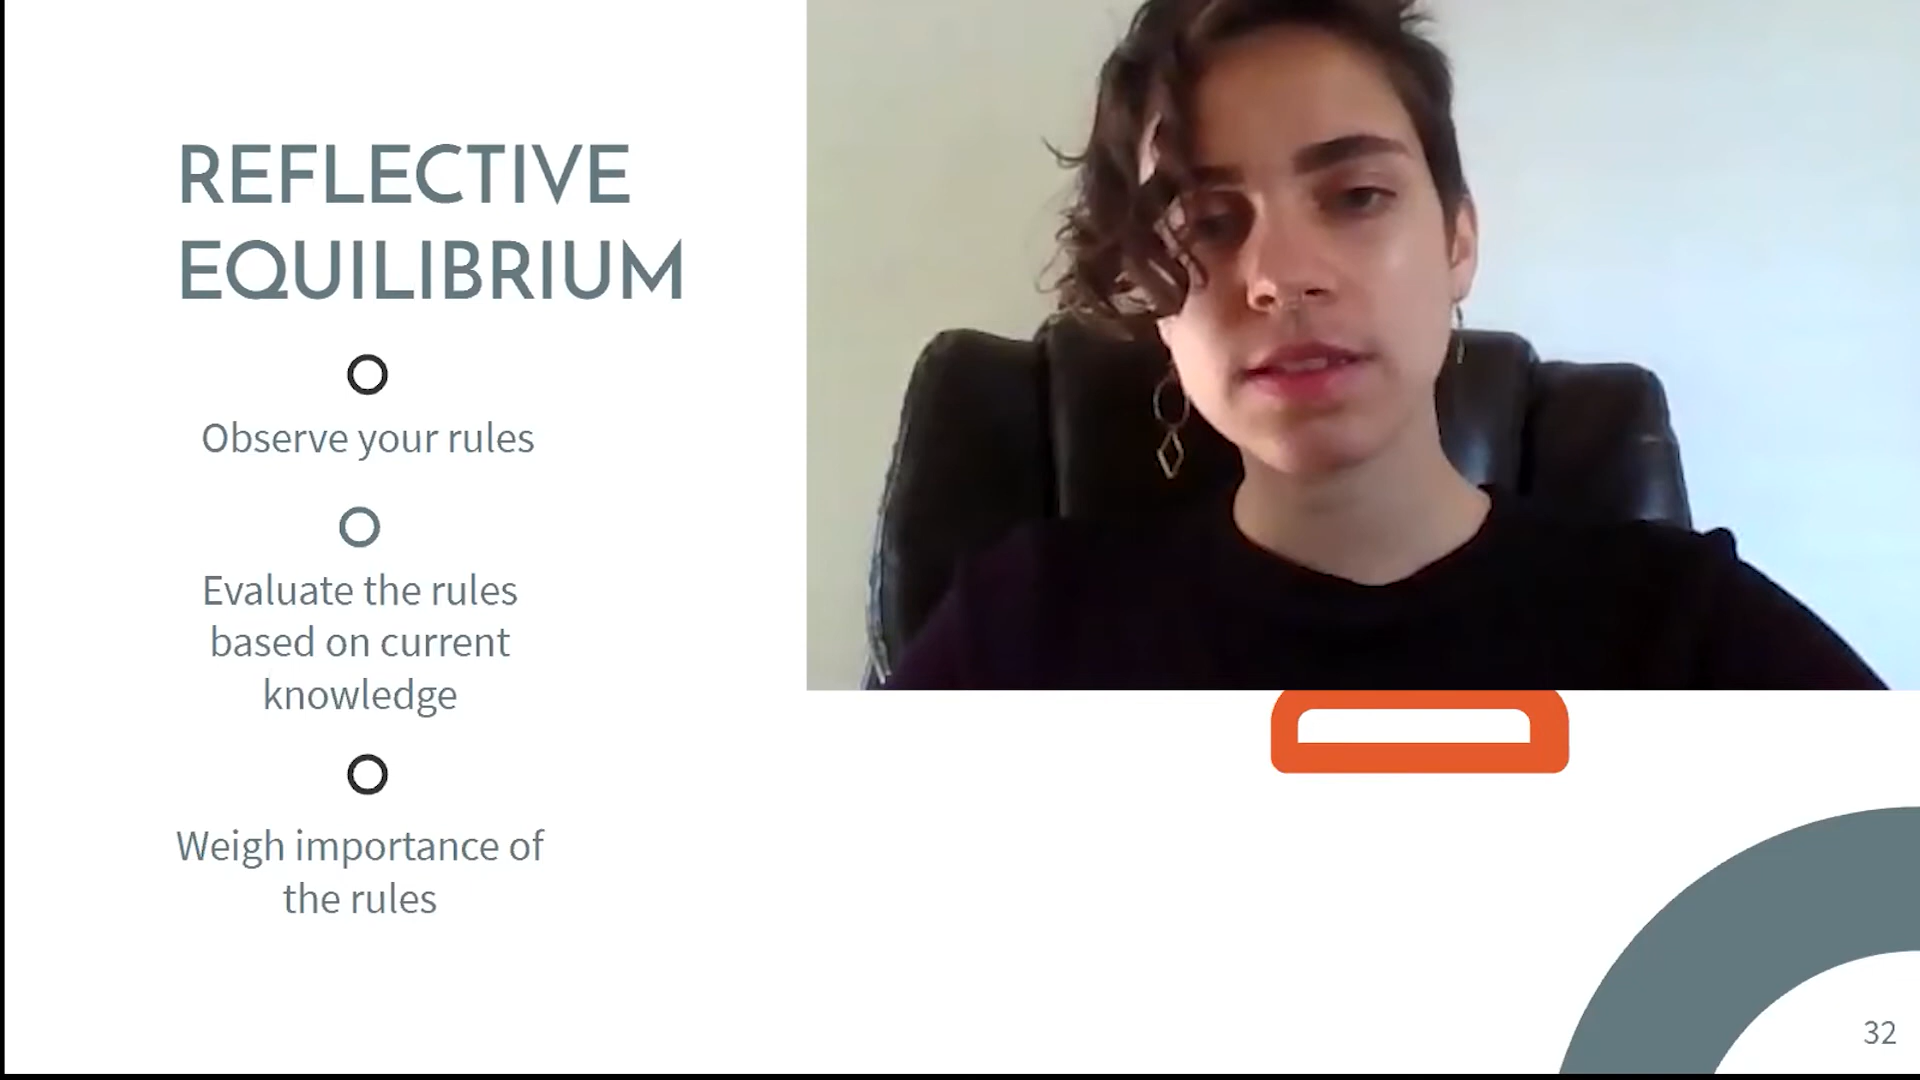 REFLECTIVE
EQUILIBRIUM
Observe your rules
Evaluate the rules
based on current
knowledge
Weigh importance of
the rules
32